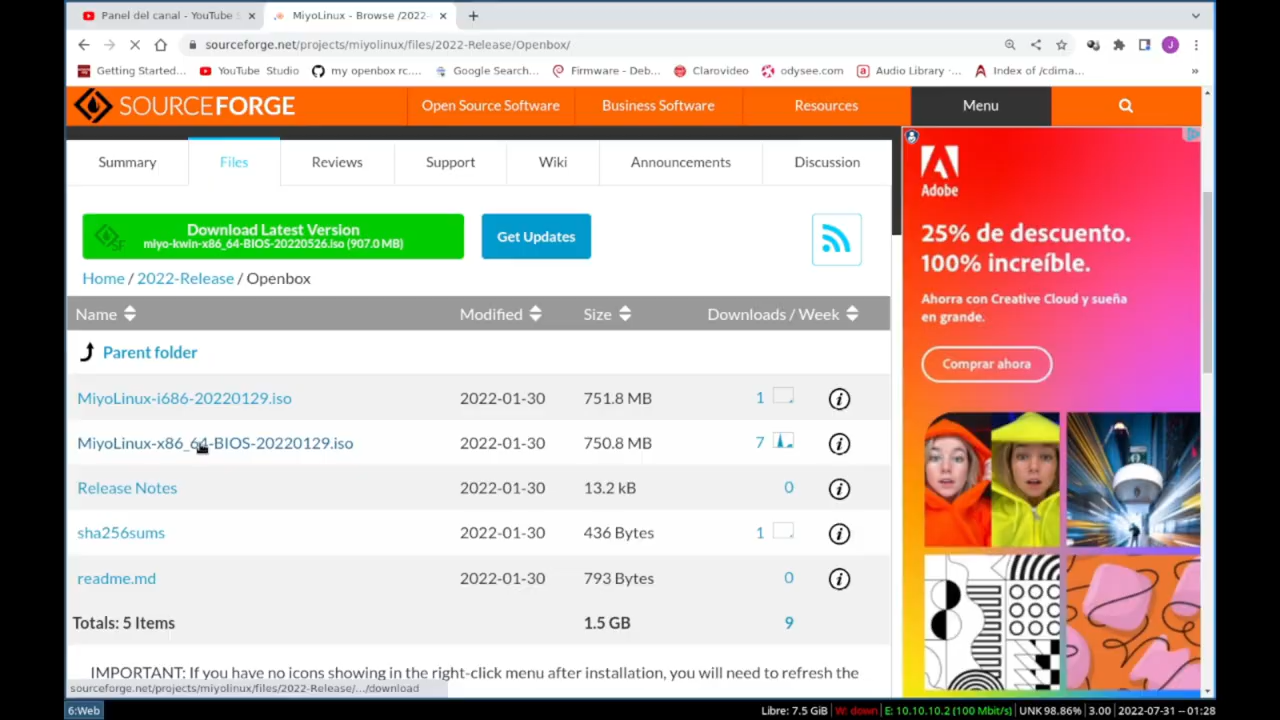 Panel del canal - YouTube S
MiyoLinux - Browse /2022-
sourceforge.net/projects/miyolinux/files/2022-Release/Openbox/
J
Getting Started...
YouTube Studio
my openbox rc....
Google Search...
Firmware - Deb...
Clarovideo
odysee.com
Audio Library -...
Index of /cdima...
»
SOURCEFORGE
Open Source Software
Business Software
Resources
Menu
Summary
Files
Reviews
Support
Wiki
Announcements
Discussion
Download Latest Version
miyo-kwin-x86_64-BIOS-20220526.iso (907.0 MB)
SF
Get Updates
Home / 2022-Release / Openbox
Name
Modified
Size
Downloads / Week
Parent folder
MiyoLinux-i686-20220129.iso 2022-01-30 751.8 MB 1 i
MiyoLinux-x86_64-BIOS-20220129.iso 2022-01-30 750.8 MB 7 i
Release Notes 2022-01-30 13.2 kB 0 i
sha256sums 2022-01-30 436 Bytes 1 i
readme.md 2022-01-30 793 Bytes 0 i
Totals: 5 Items 1.5 GB 9
IMPORTANT: If you have no icons showing in the right-click menu after installation, you will need to refresh the
sourceforge.net/projects/miyolinux/files/2022-Release/.../download
Adobe
25% de descuento.
100% increíble.
Ahorra con Creative Cloud y sueña
en grande.
Comprar ahora
6:Web
Libre: 7.5 GiB W: down E: 10.10.10.2 (100 Mbit/s) UNK 98.86% 3.00 2022-07-31 -- 01:28